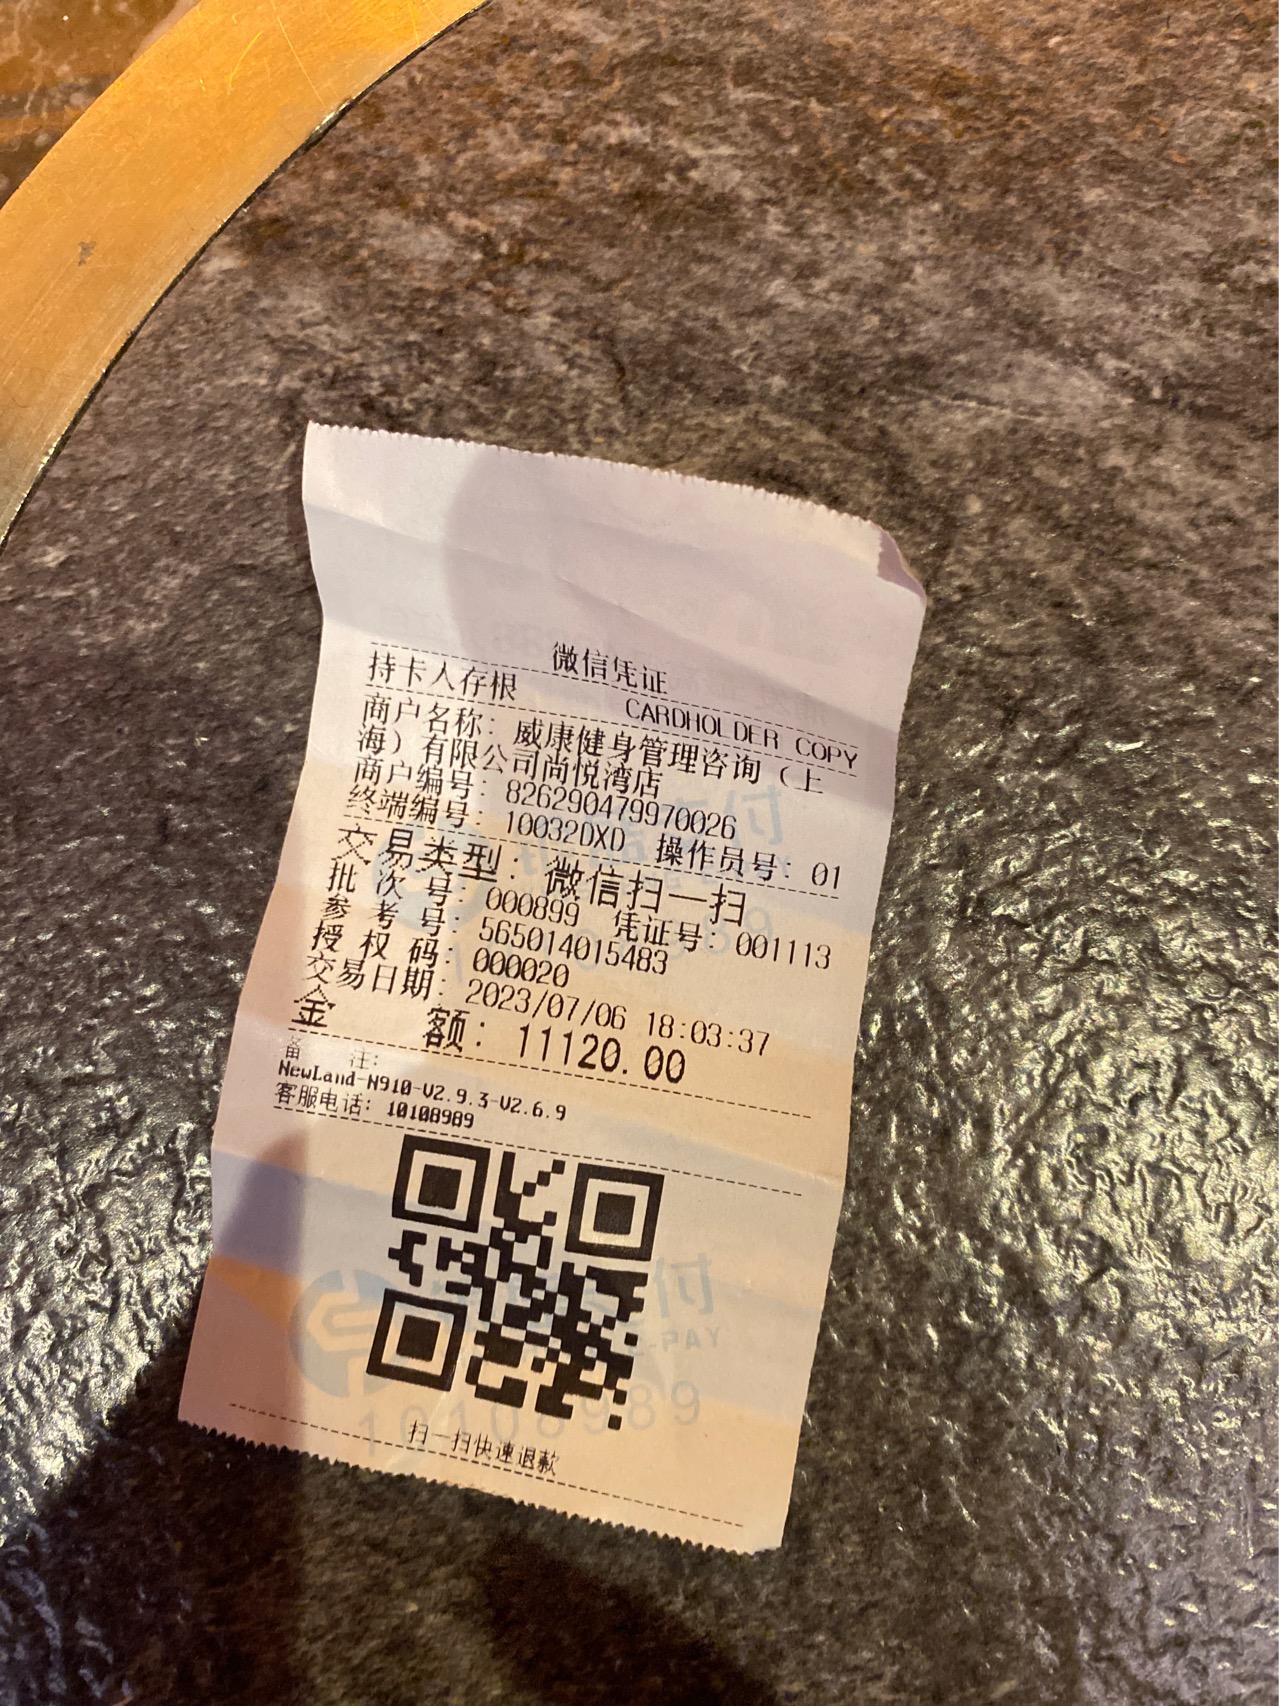 微信凭证
持卡人存根 CARDHOLDER COPY
商户名称: 威康健身管理咨询（上
海）有限公司尚悦湾店
商户编号: 826290479970026
终端编号: 10032DXD 操作员号: 01
交易类型: 微信扫一扫
批 次 号: 000899 凭证号: 001113
参 考 号: 565014015483
授 权 码: 000020
交易日期: 2023/07/06 18:03:37
金 额: 11120.00
备 注:
NewLand-N910-V2.9.3-V2.6.9
客服电话: 10108989
付
-PAY
10108989
扫一扫快速退款